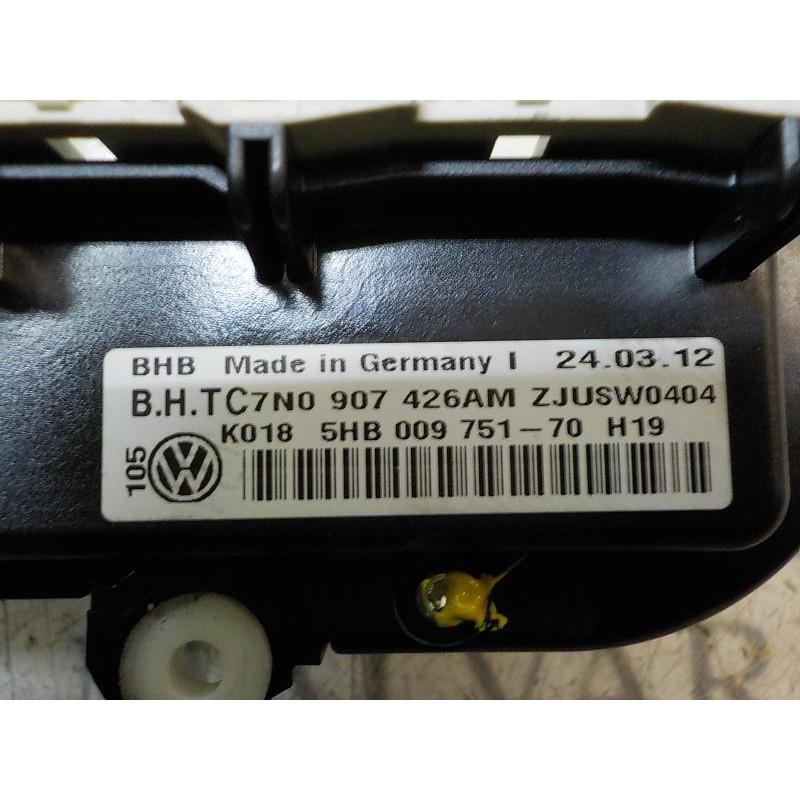 BHB Made in Germany I 24.03.12
B.H.TC7N0 907 426AM ZJUSW0404
K018 5HB 009 751-70 H19
105